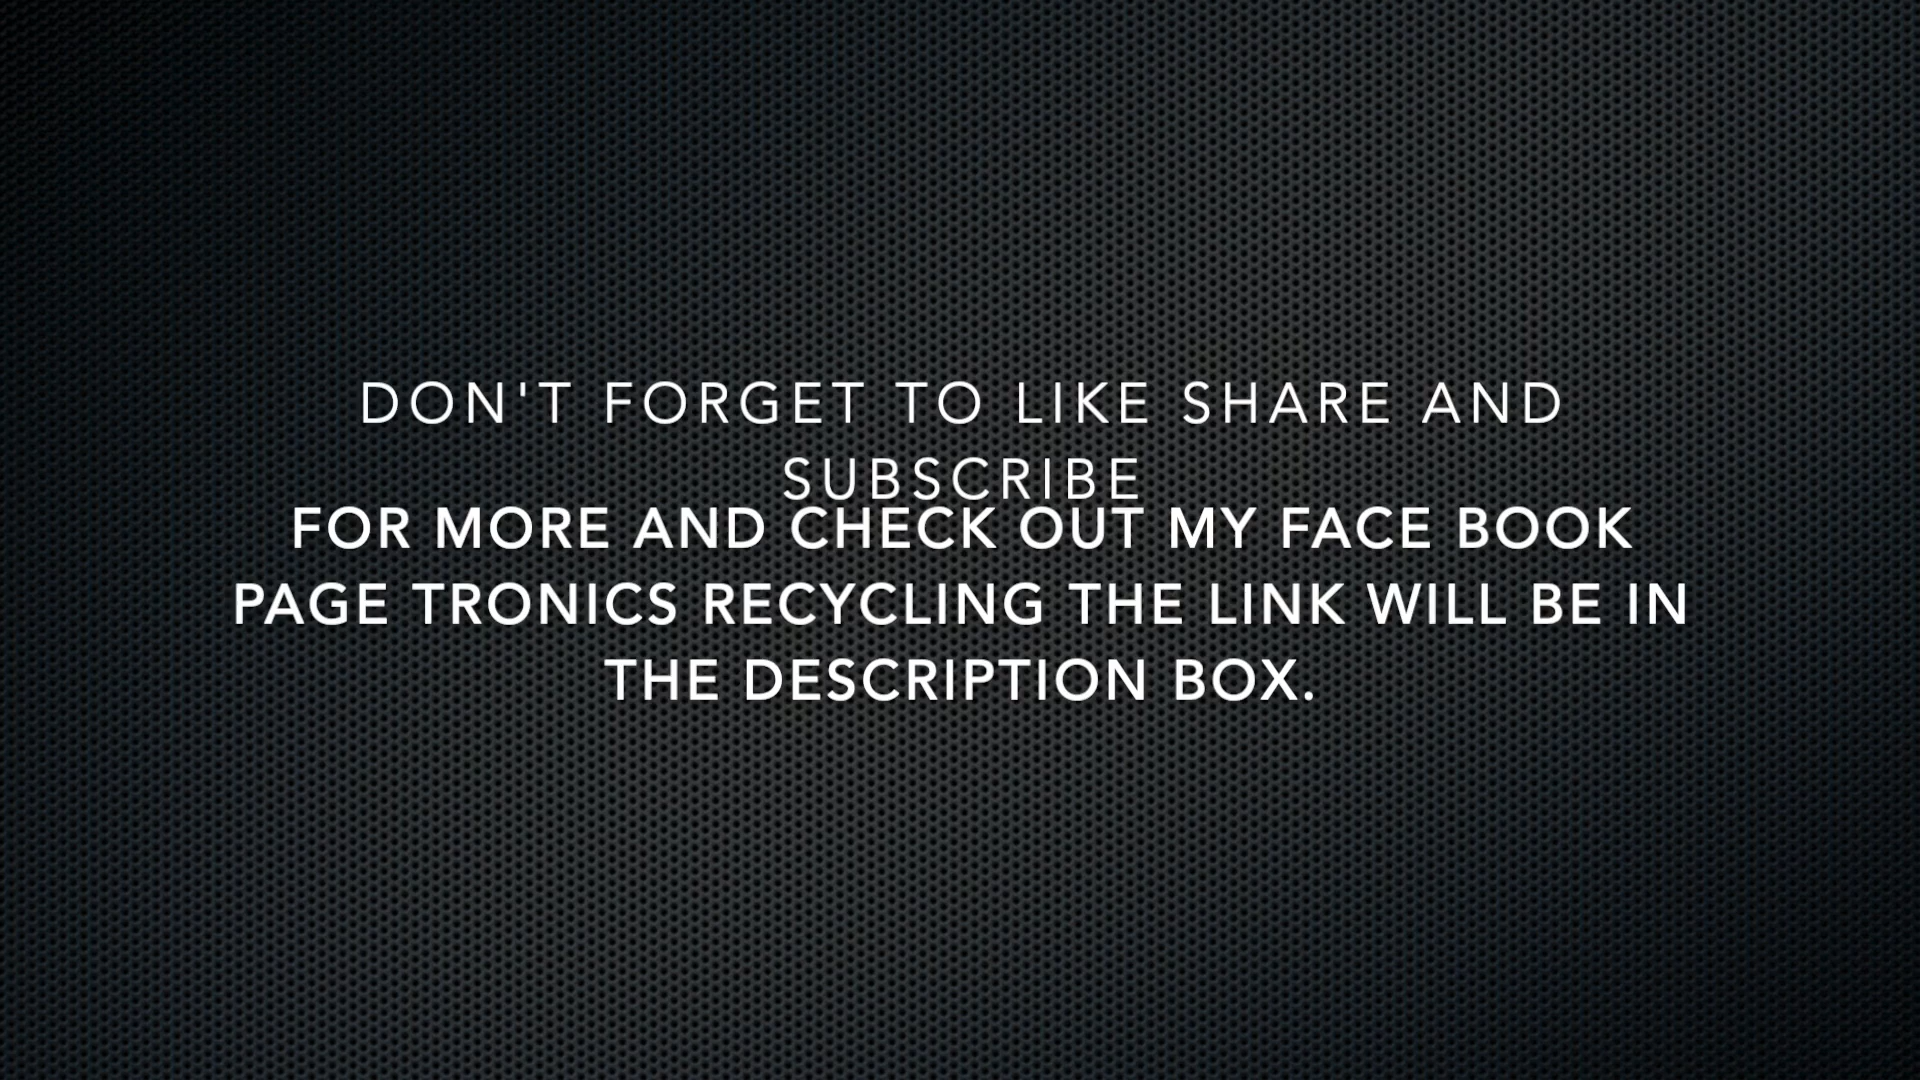 DON'T FORGET TO LIKE SHARE AND
SUBSCRIBE
FOR MORE AND CHECK OUT MY FACE BOOK
PAGE TRONICS RECYCLING THE LINK WILL BE IN
THE DESCRIPTION BOX.